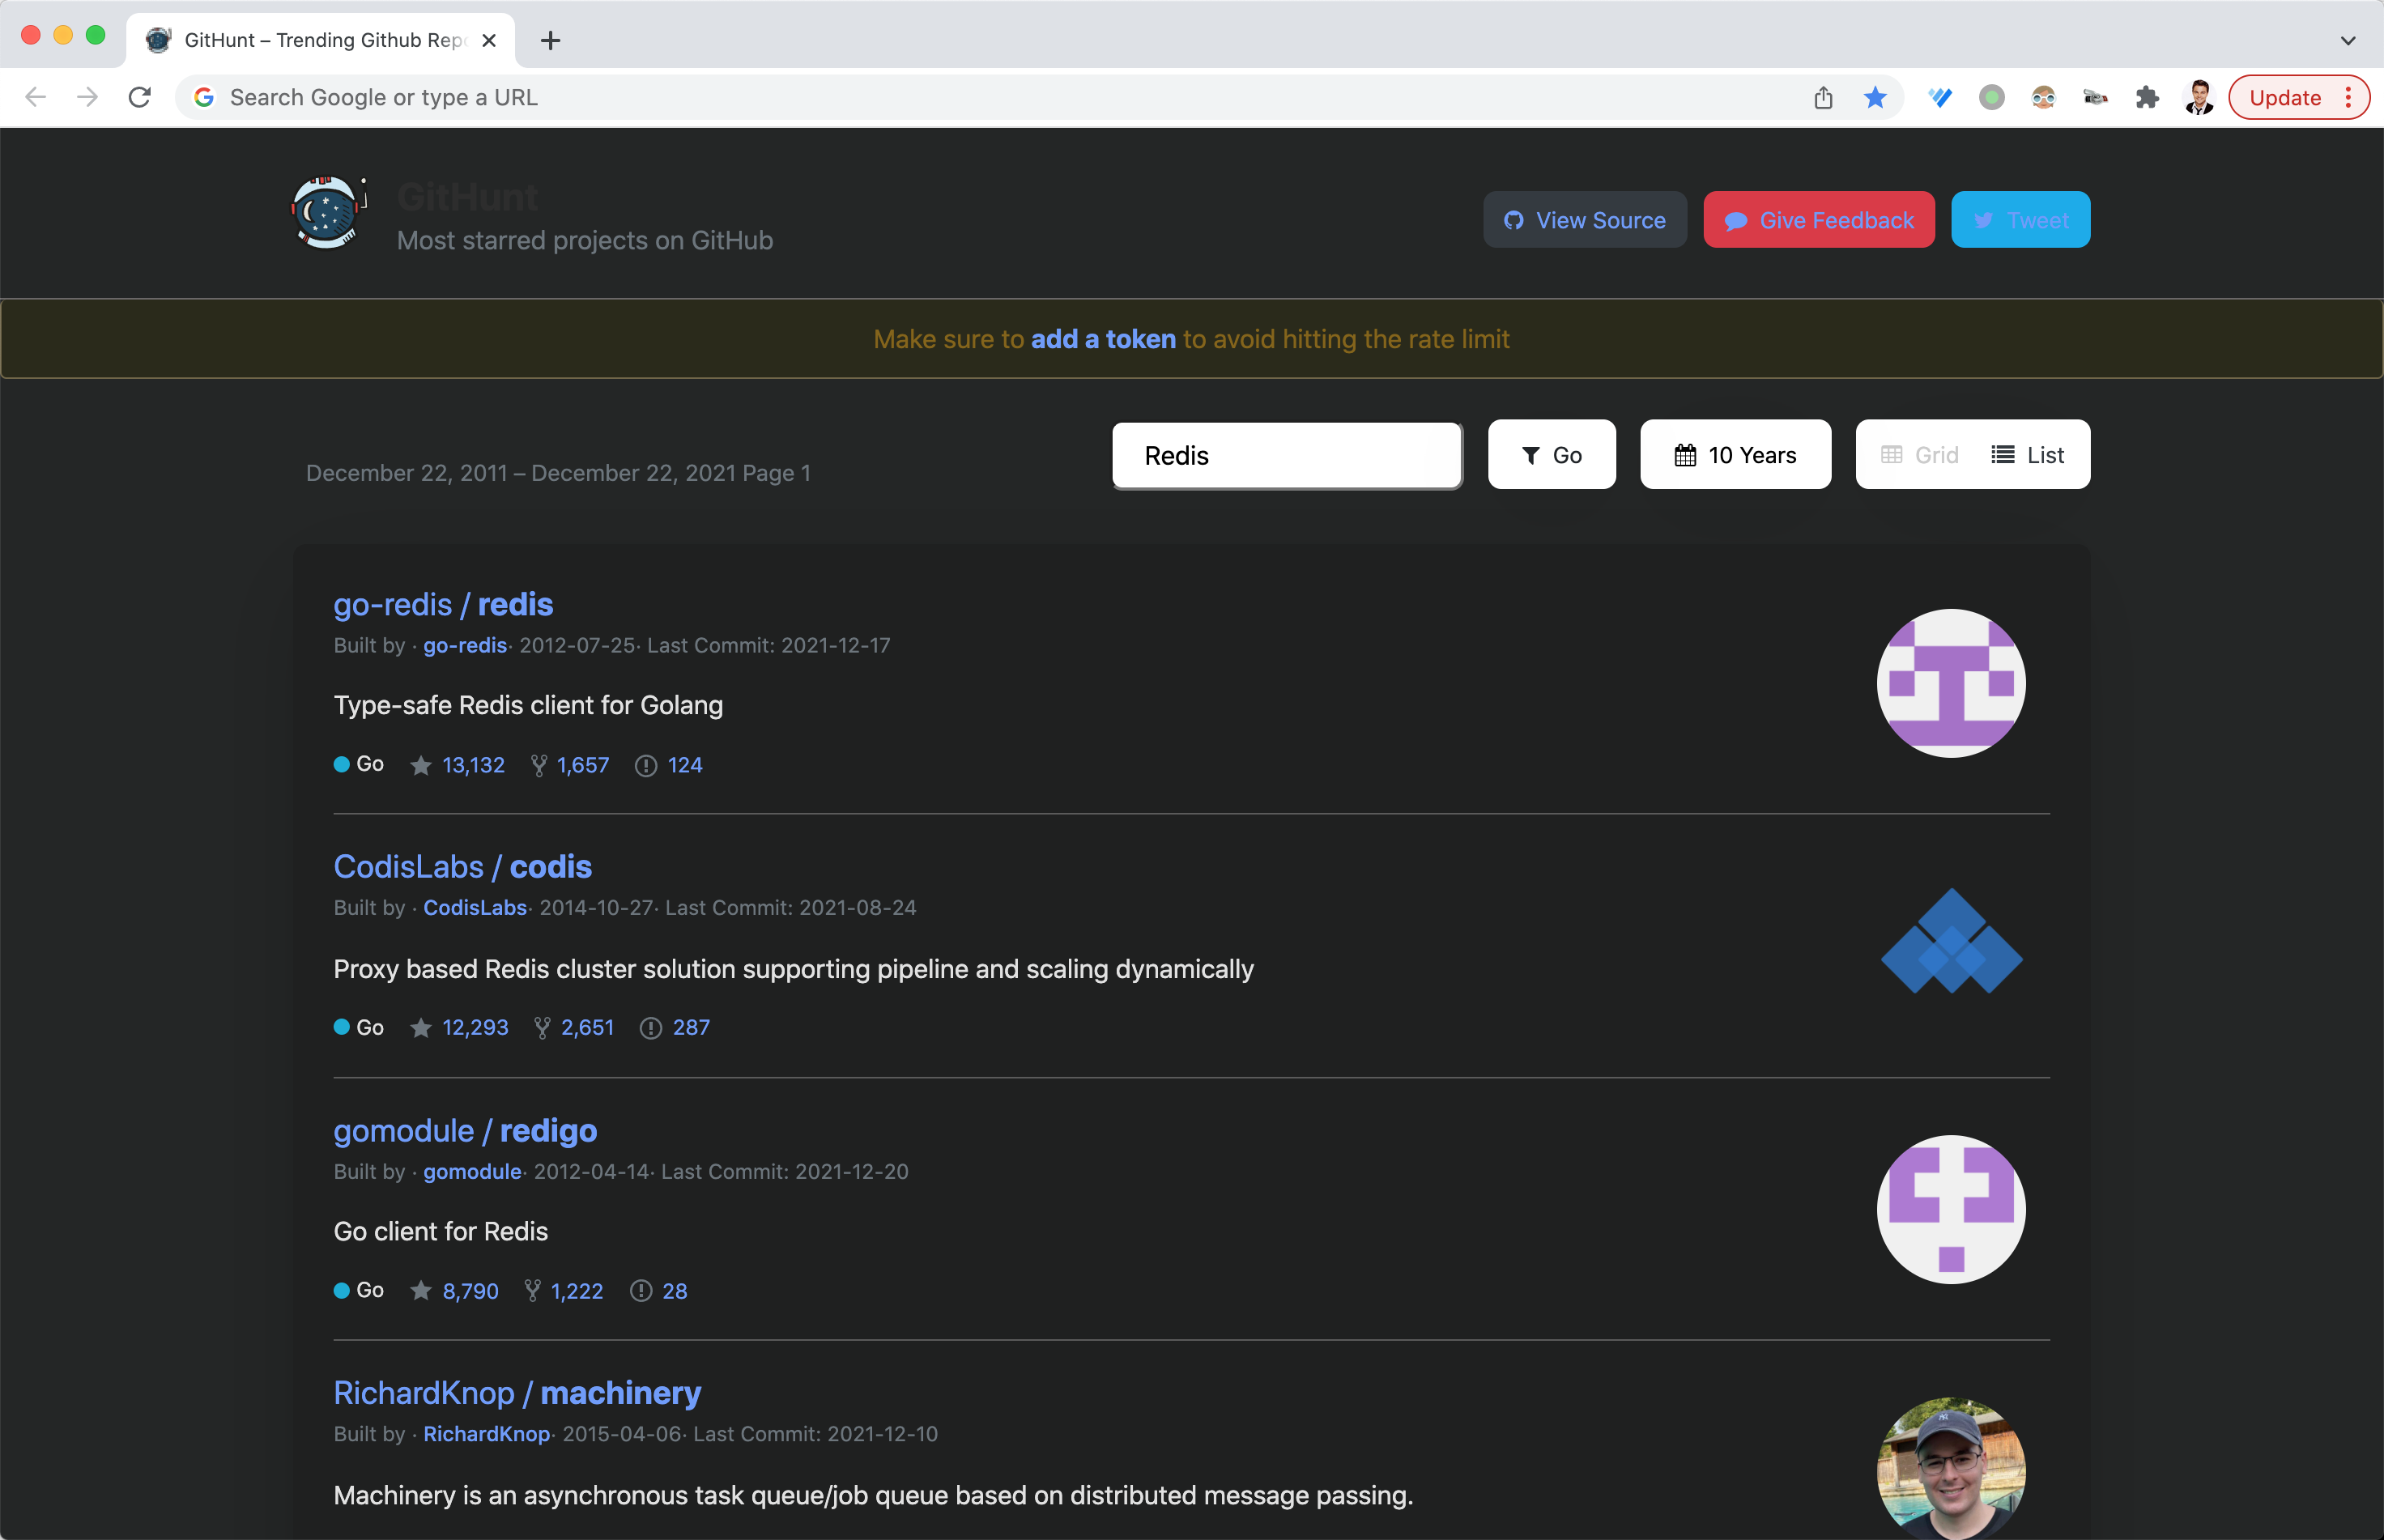 GitHunt – Trending Github Rep
Search Google or type a URL
Update
GitHunt
Most starred projects on GitHub
View Source
Give Feedback
Tweet
Make sure to add a token to avoid hitting the rate limit
December 22, 2011 – December 22, 2021 Page 1
Redis
Go
10 Years
Grid
List
go-redis / redis
Built by · go-redis· 2012-07-25· Last Commit: 2021-12-17
Type-safe Redis client for Golang
Go 13,132 1,657 124
CodisLabs / codis
Built by · CodisLabs· 2014-10-27· Last Commit: 2021-08-24
Proxy based Redis cluster solution supporting pipeline and scaling dynamically
Go 12,293 2,651 287
gomodule / redigo
Built by · gomodule· 2012-04-14· Last Commit: 2021-12-20
Go client for Redis
Go 8,790 1,222 28
RichardKnop / machinery
Built by · RichardKnop· 2015-04-06· Last Commit: 2021-12-10
Machinery is an asynchronous task queue/job queue based on distributed message passing.